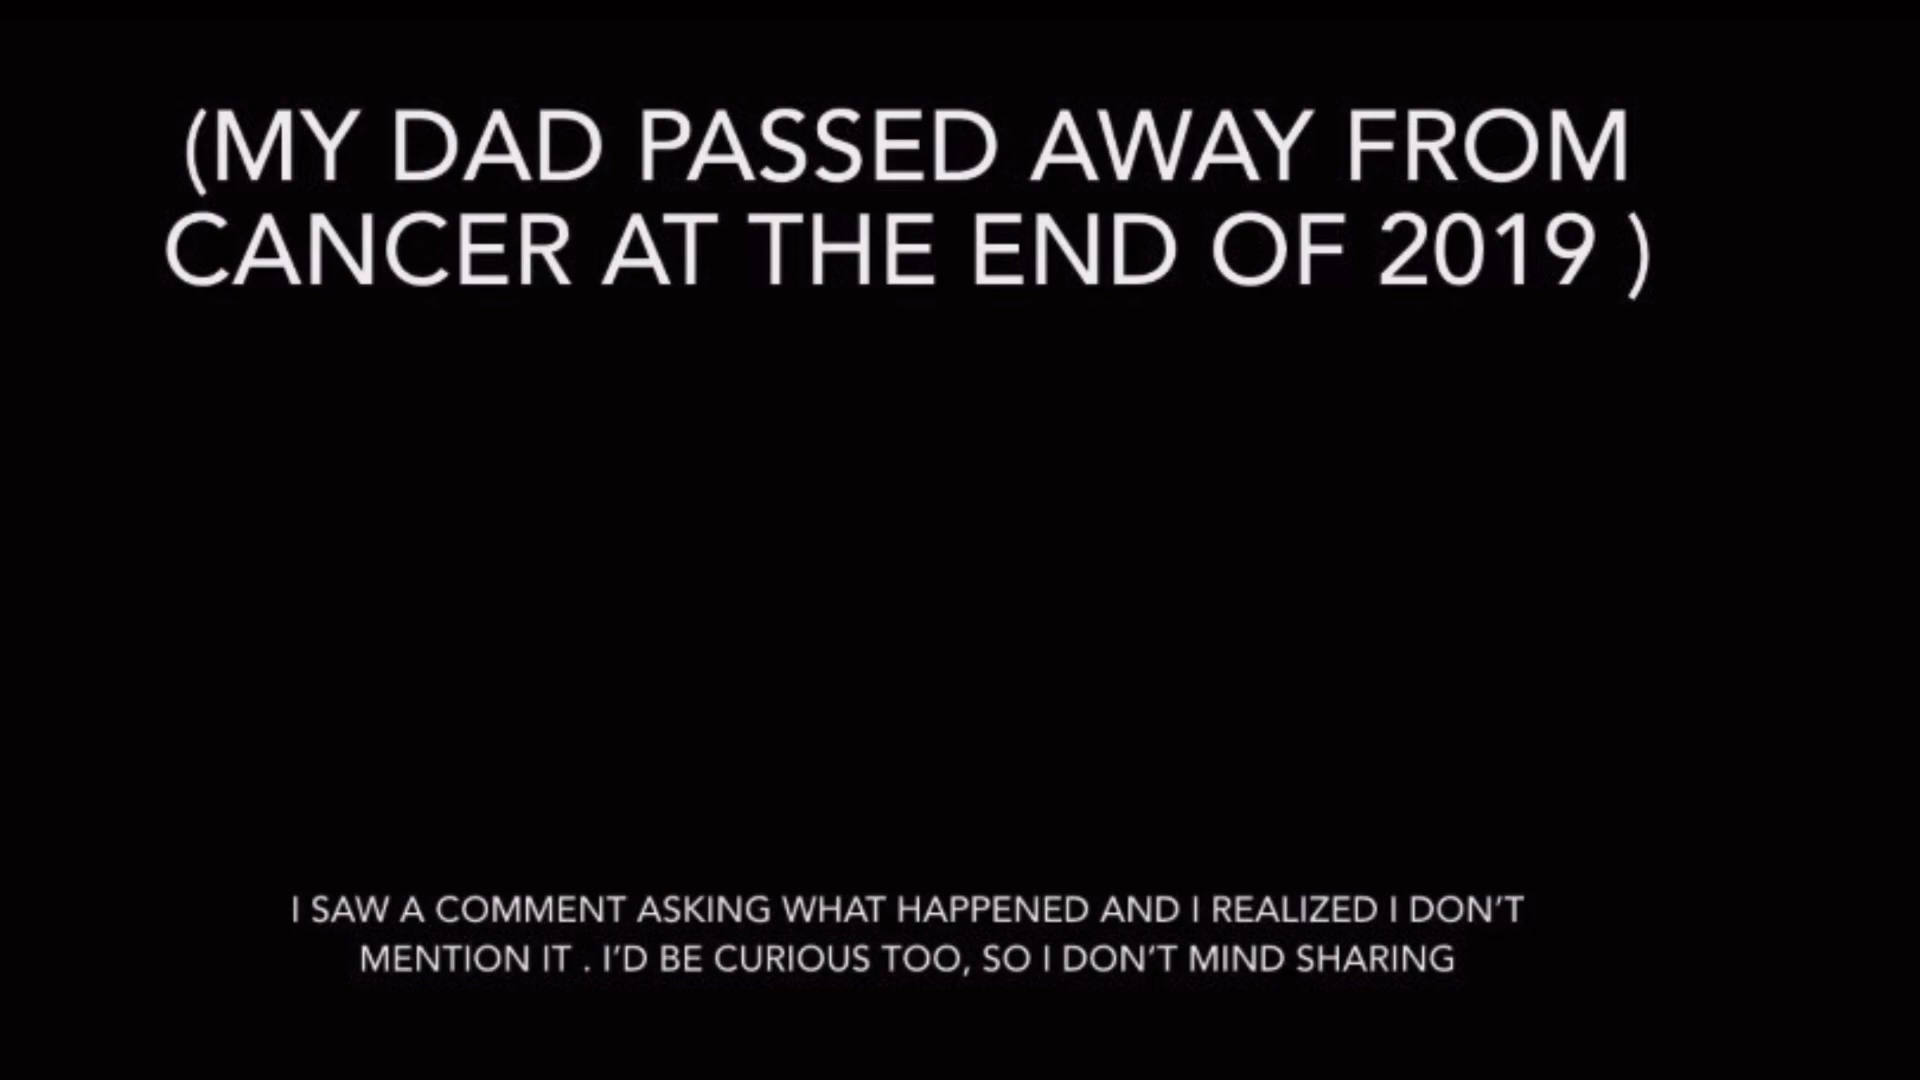 (MY DAD PASSED AWAY FROM
CANCER AT THE END OF 2019 )
I SAW A COMMENT ASKING WHAT HAPPENED AND I REALIZED I DON’T
MENTION IT . I’D BE CURIOUS TOO, SO I DON’T MIND SHARING